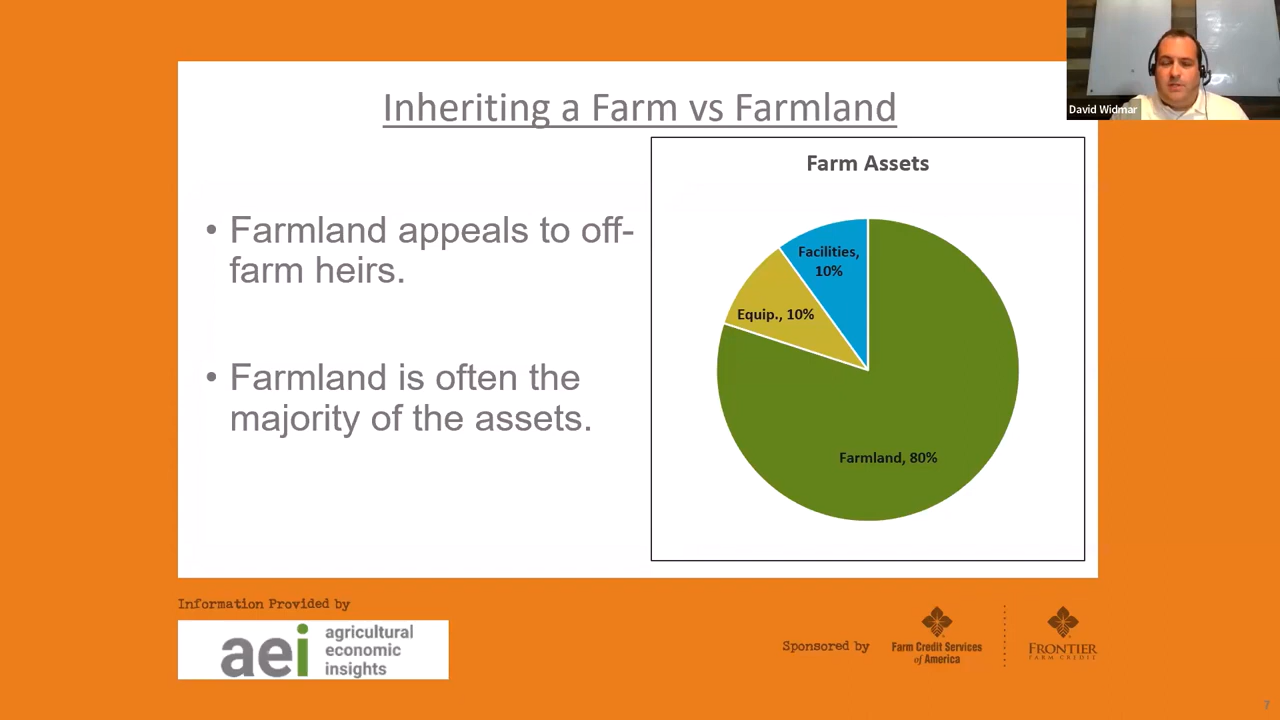 David Widmar
Inheriting a Farm vs Farmland
• Farmland appeals to off-
farm heirs.
• Farmland is often the
majority of the assets.
Farm Assets
Facilities,
10%
Equip., 10%
Farmland, 80%
Information Provided by
aei
agricultural
economic
insights
Sponsored by
Farm Credit Services
of America
FRONTIER
FARM CREDIT
7